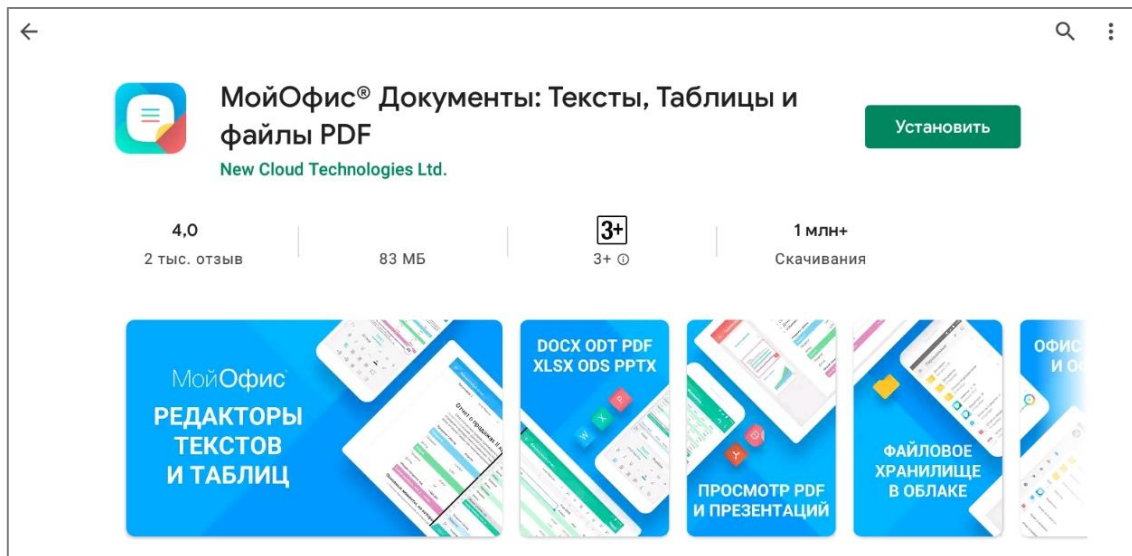 МойОфис® Документы: Тексты, Таблицы и
файлы PDF
New Cloud Technologies Ltd.
Установить
4,0
2 тыс. отзыв
83 МБ
3+
3+
1 млн+
Скачивания
МойОфис
РЕДАКТОРЫ
ТЕКСТОВ
И ТАБЛИЦ
DOCX ODT PDF
XLSX ODS PPTX
W
X
P
ПРОСМОТР PDF
И ПРЕЗЕНТАЦИЙ
ФАЙЛОВОЕ
ХРАНИЛИЩЕ
В ОБЛАКЕ